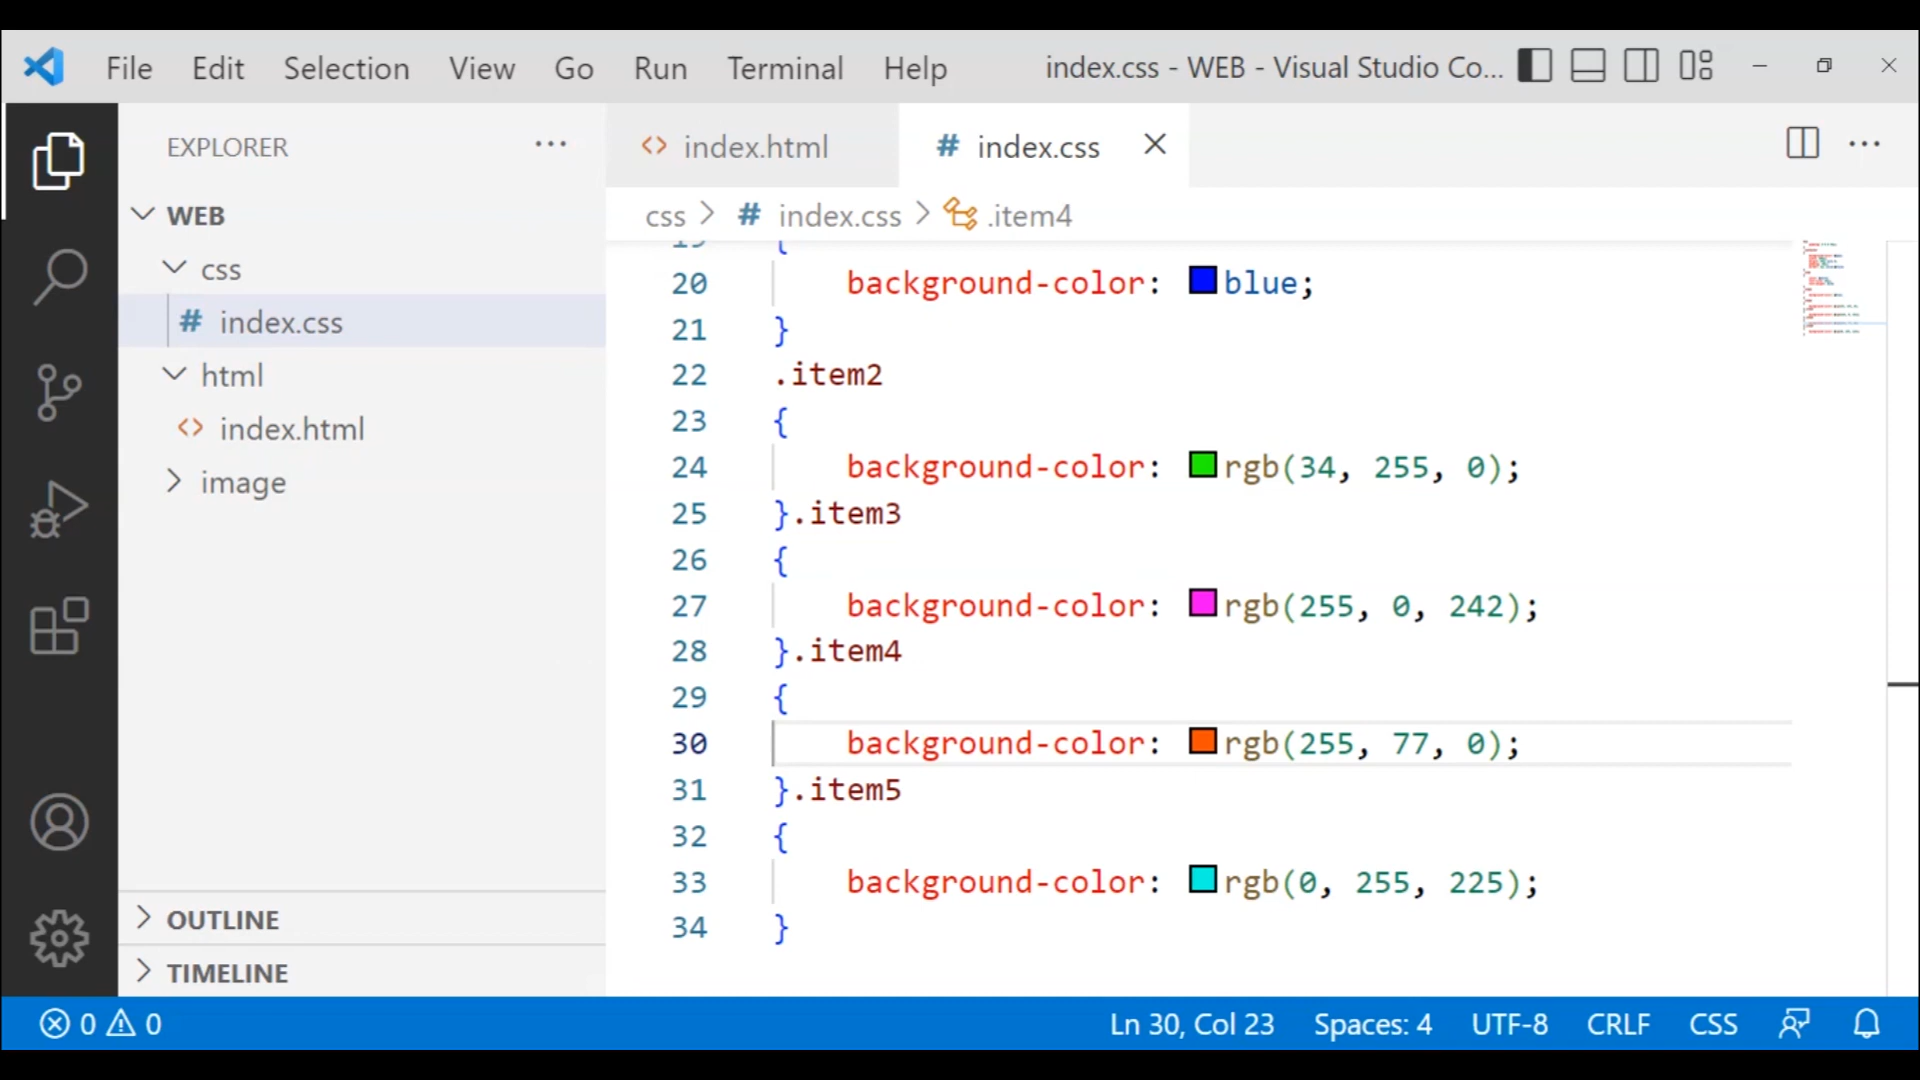 File Edit Selection View Go Run Terminal Help index.css - WEB - Visual Studio Co...
EXPLORER ...
index.html # index.css
WEB
css > # index.css > .item4
css
# index.css
html
index.html
image
OUTLINE
TIMELINE
19 {
20 background-color: blue;
21 }
22 .item2
23 {
24 background-color: rgb(34, 255, 0);
25 }.item3
26 {
27 background-color: rgb(255, 0, 242);
28 }.item4
29 {
30 background-color: rgb(255, 77, 0);
31 }.item5
32 {
33 background-color: rgb(0, 255, 225);
34 }
0 0 Ln 30, Col 23 Spaces: 4 UTF-8 CRLF CSS